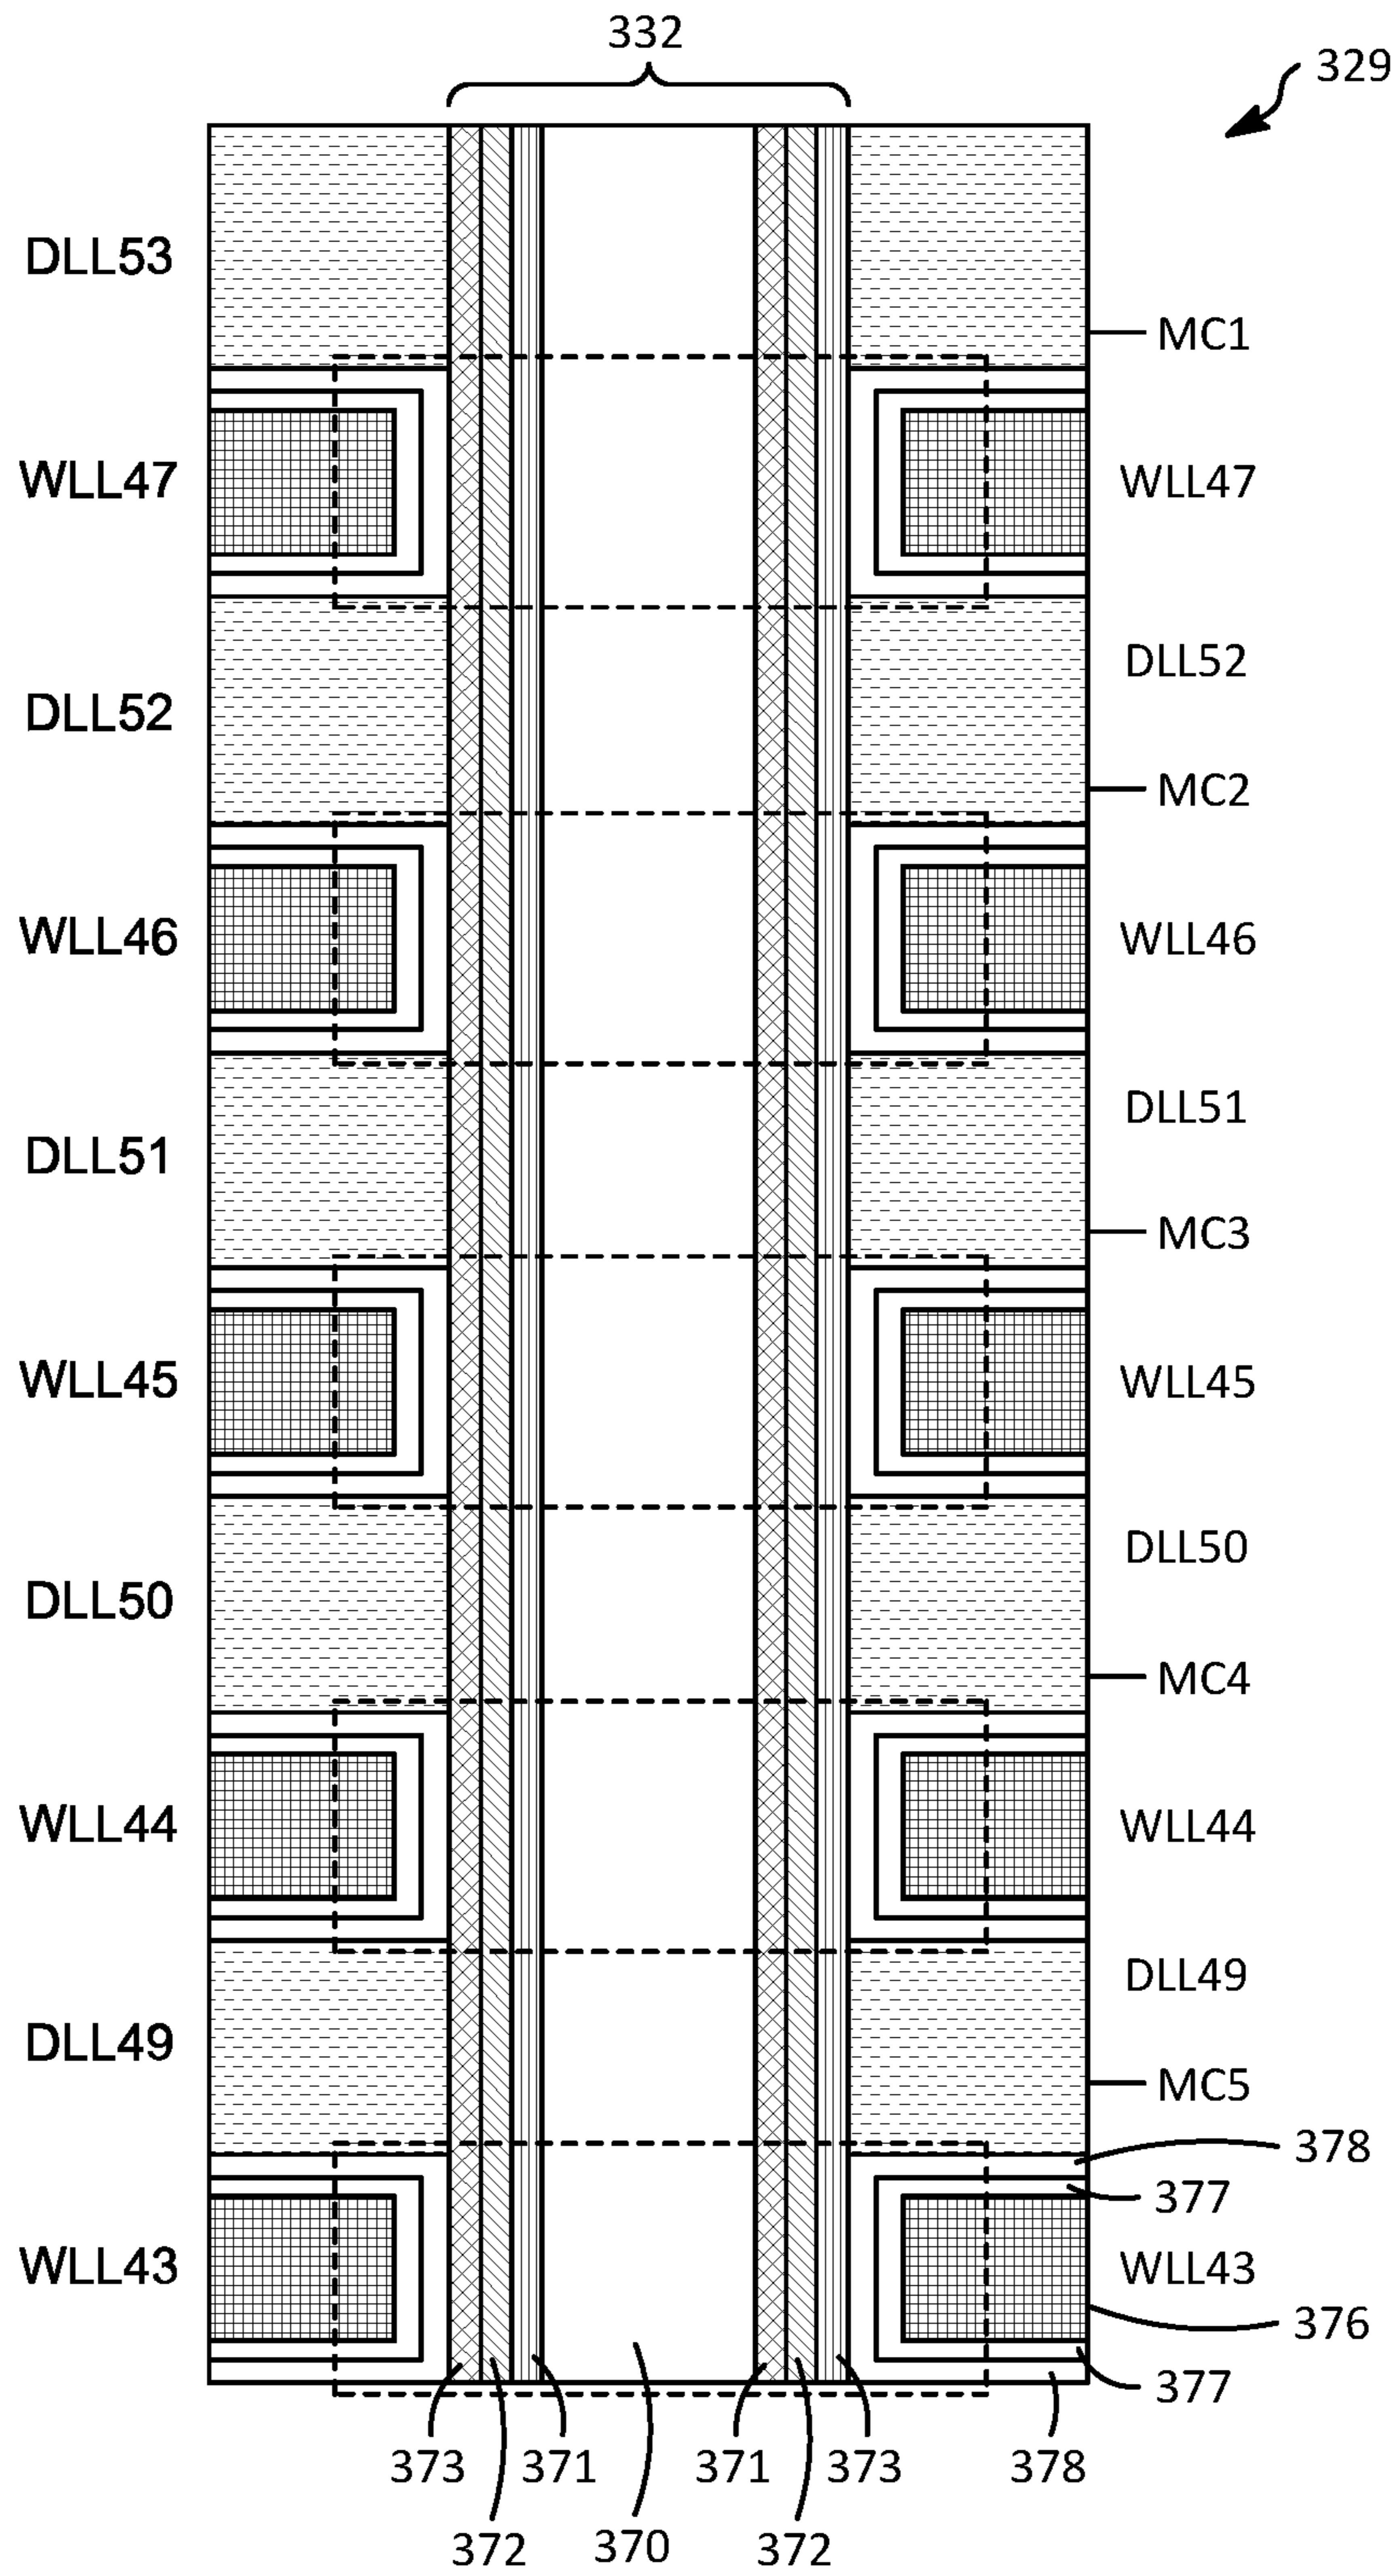 332
329
DLL53
MC1
WLL47 WLL47
DLL52
DLL52
MC2
WLL46 WLL46
DLL51
DLL51
MC3
WLL45 WLL45
DLL50
DLL50
MC4
WLL44 WLL44
DLL49
DLL49
MC5
378
377
WLL43 WLL43
376
377
373 371 371 373 378
372 370 372